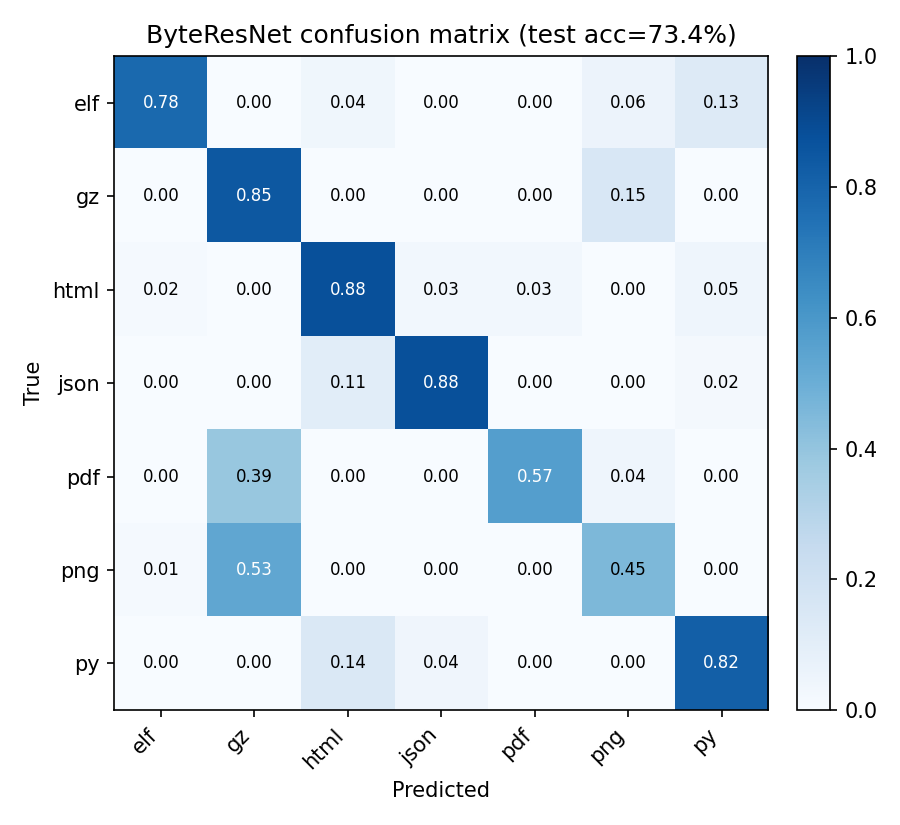 ByteResNet confusion matrix (test acc=73.4%)
elf 0.78 0.00 0.04 0.00 0.00 0.06 0.13
gz 0.00 0.85 0.00 0.00 0.00 0.15 0.00
html 0.02 0.00 0.88 0.03 0.03 0.00 0.05
json 0.00 0.00 0.11 0.88 0.00 0.00 0.02
pdf 0.00 0.39 0.00 0.00 0.57 0.04 0.00
png 0.01 0.53 0.00 0.00 0.00 0.45 0.00
py 0.00 0.00 0.14 0.04 0.00 0.00 0.82
True
elf gz html json pdf png py
Predicted
1.0
0.8
0.6
0.4
0.2
0.0